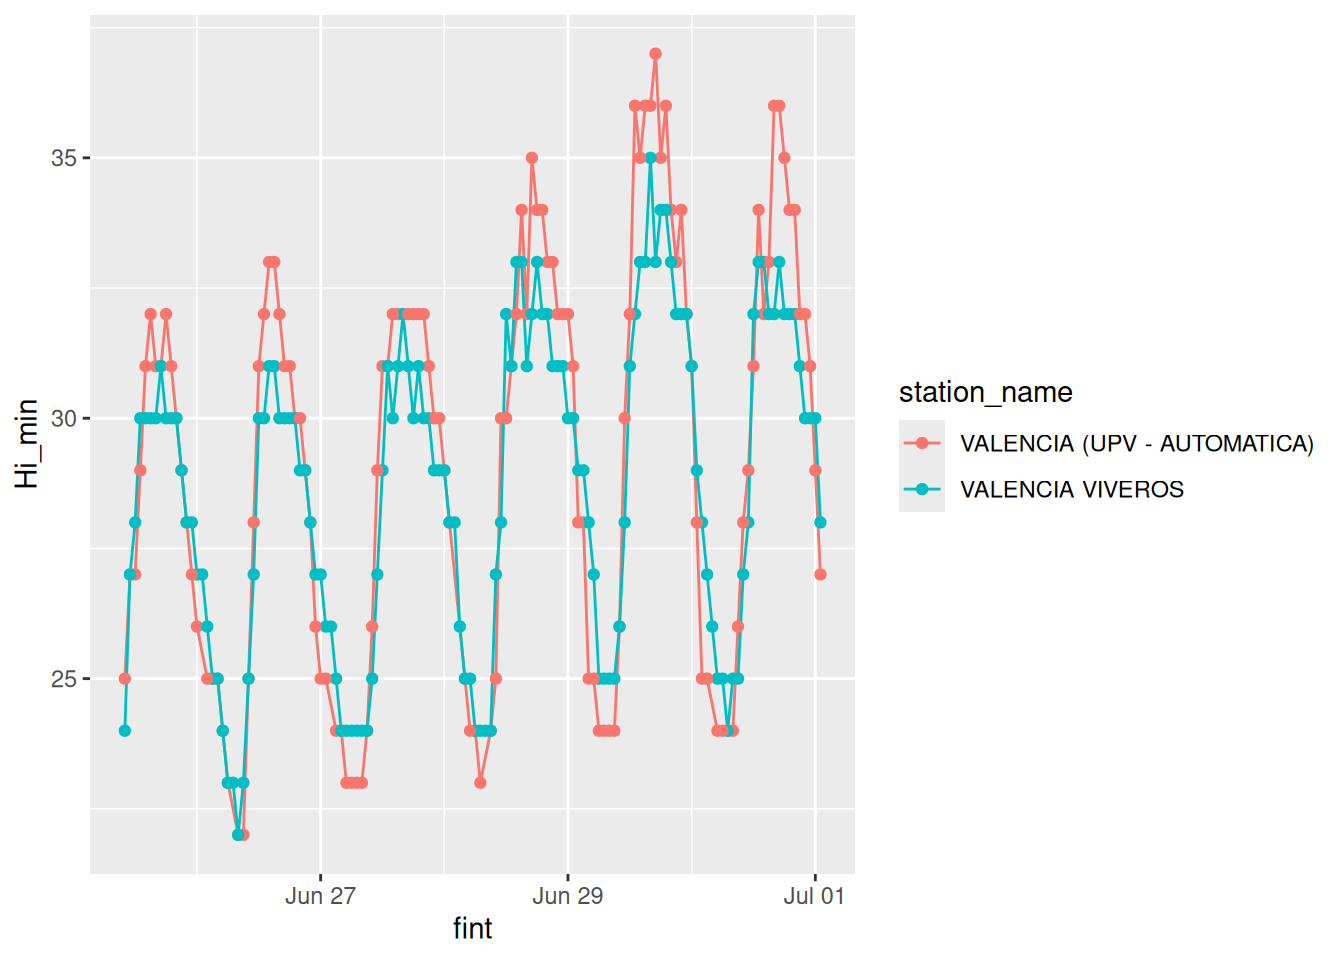 35
30
25
Hi_min
Jun 27
Jun 29
Jul 01
fint
station_name
VALENCIA (UPV - AUTOMATICA)
VALENCIA VIVEROS